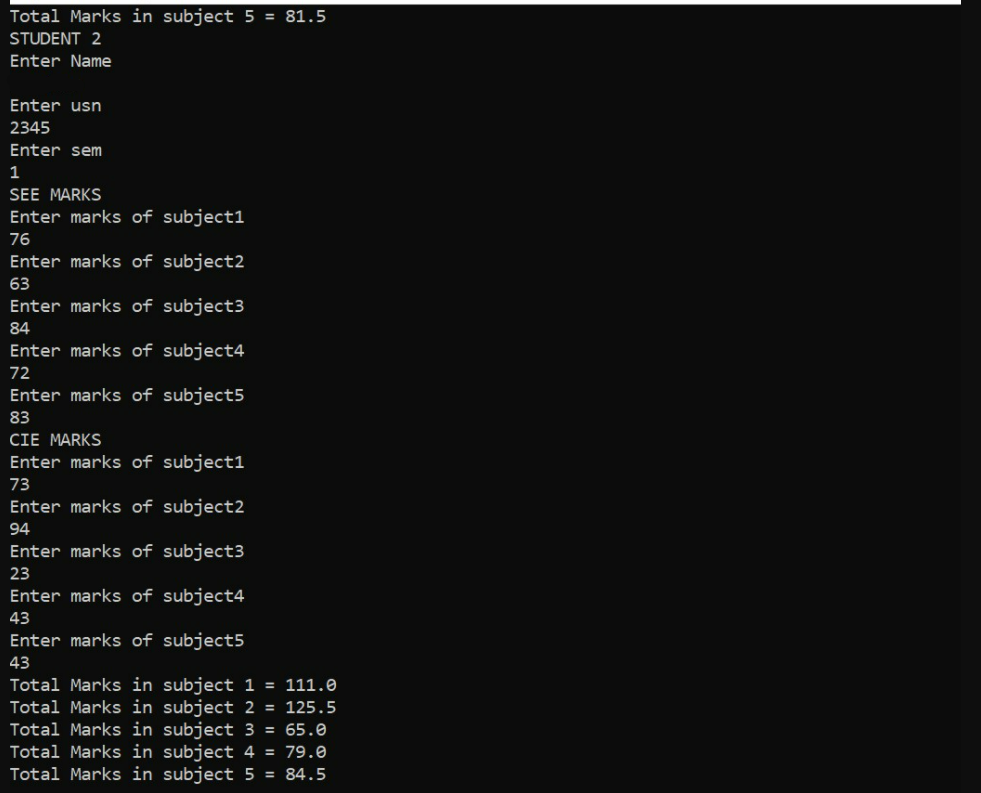 Total Marks in subject 5 = 81.5
STUDENT 2
Enter Name
Enter usn
2345
Enter sem
1
SEE MARKS
Enter marks of subject1
76
Enter marks of subject2
63
Enter marks of subject3
84
Enter marks of subject4
72
Enter marks of subject5
83
CIE MARKS
Enter marks of subject1
73
Enter marks of subject2
94
Enter marks of subject3
23
Enter marks of subject4
43
Enter marks of subject5
43
Total Marks in subject 1 = 111.0
Total Marks in subject 2 = 125.5
Total Marks in subject 3 = 65.0
Total Marks in subject 4 = 79.0
Total Marks in subject 5 = 84.5